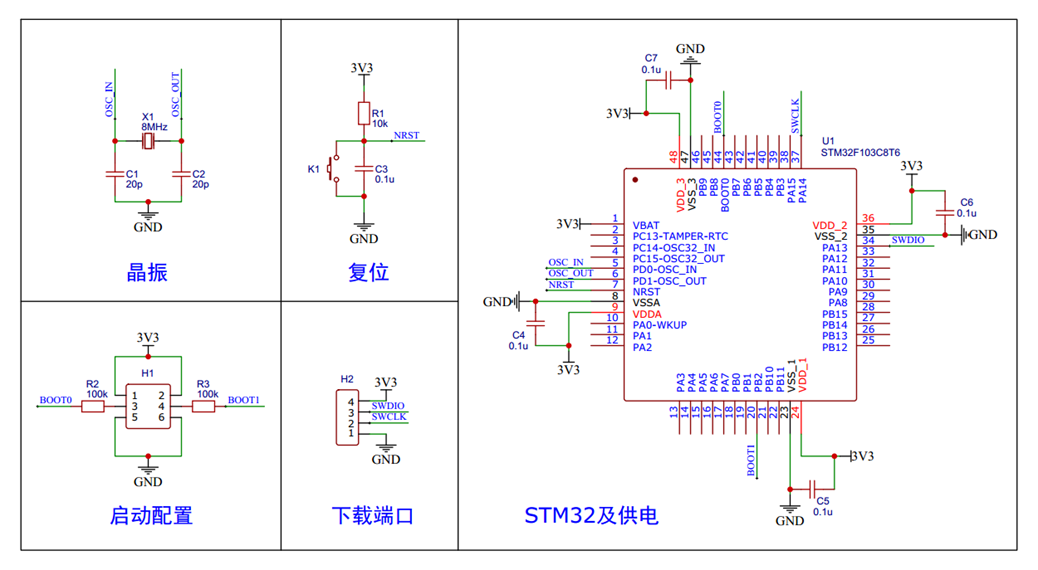 OSC_IN
OSC_OUT
X1
8MHz
C1
20p
C2
20p
GND
晶振
3V3
R1
10k
NRST
K1
C3
0.1u
GND
复位
3V3
H1
R2
100k
R3
100k
BOOT0
BOOT1
1 2
3 4
5 6
GND
启动配置
H2
3V3
4
3 SWDIO
2 SWCLK
1
GND
下载端口
GND
C7
0.1u
3V3
BOOT0
SWCLK
U1
STM32F103C8T6
48 47 46 45 44 43 42 41 40 39 38 37
VDD_3 VSS_3 PB9 PB8 BOOT0 PB7 PB6 PB5 PB4 PB3 PA15 PA14
3V3
C6
0.1u
GND
3V3 1 VBAT
2 PC13-TAMPER-RTC
3 PC14-OSC32_IN
4 PC15-OSC32_OUT
OSC_IN 5 PD0-OSC_IN
OSC_OUT 6 PD1-OSC_OUT
NRST 7 NRST
GND 8 VSSA
9 VDDA
10 PA0-WKUP
11 PA1
12 PA2
C4
0.1u
3V3
VDD_2 36
VSS_2 35
PA13 34 SWDIO
PA12 33
PA11 32
PA10 31
PA9 30
PA8 29
PB15 28
PB14 27
PB13 26
PB12 25
PA3 PA4 PA5 PA6 PA7 PB0 PB1 PB2 PB10 PB11 VSS_1 VDD_1
13 14 15 16 17 18 19 20 21 22 23 24
BOOT1
3V3
C5
0.1u
GND
STM32及供电